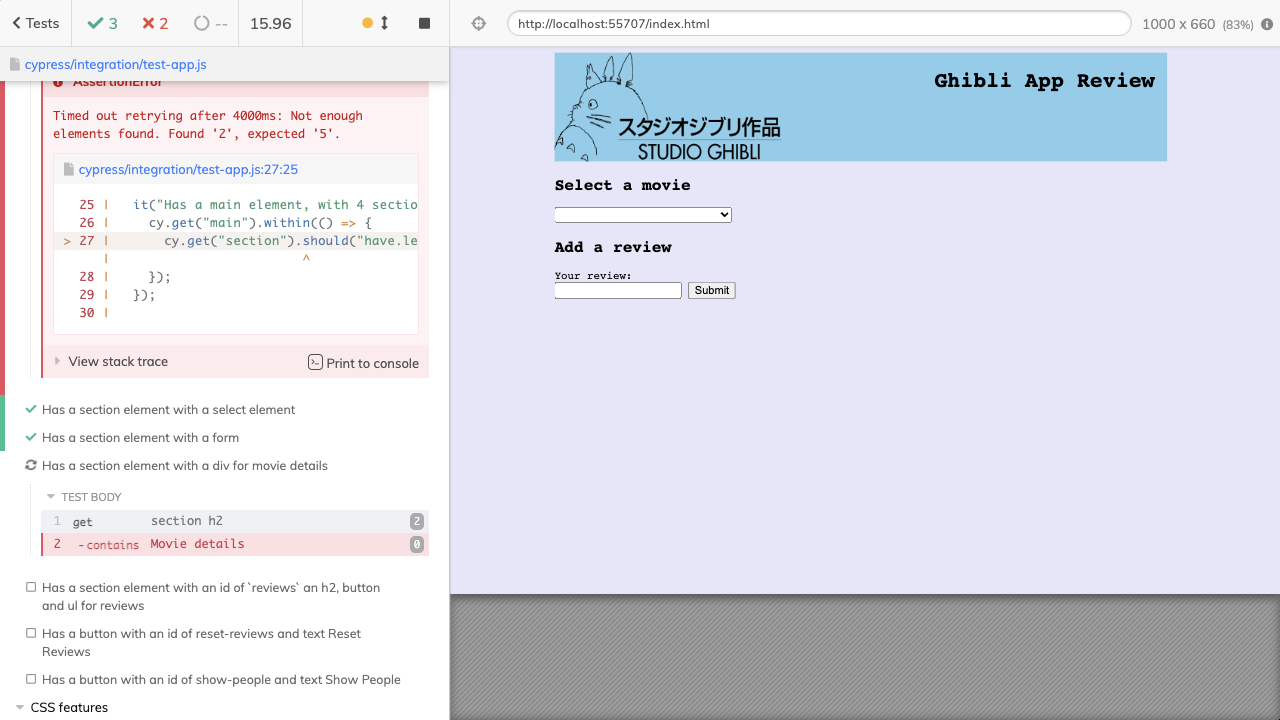 Tests
3
2
--
15.96
http://localhost:55707/index.html
1000 x 660 (83%)
cypress/integration/test-app.js
AssertionError
Timed out retrying after 4000ms: Not enough
elements found. Found '2', expected '5'.
cypress/integration/test-app.js:27:25
25 | it("Has a main element, with 4 sectio
26 | cy.get("main").within(() => {
> 27 | cy.get("section").should("have.le
| ^
28 | });
29 | });
30 |
View stack trace
Print to console
Has a section element with a select element
Has a section element with a form
Has a section element with a div for movie details
TEST BODY
1 get section h2 2
2 -contains Movie details 0
Has a section element with an id of `reviews` an h2, button
and ul for reviews
Has a button with an id of reset-reviews and text Reset
Reviews
Has a button with an id of show-people and text Show People
CSS features
スタジオジブリ作品
STUDIO GHIBLI
Ghibli App Review
Select a movie
Add a review
Your review:
Submit